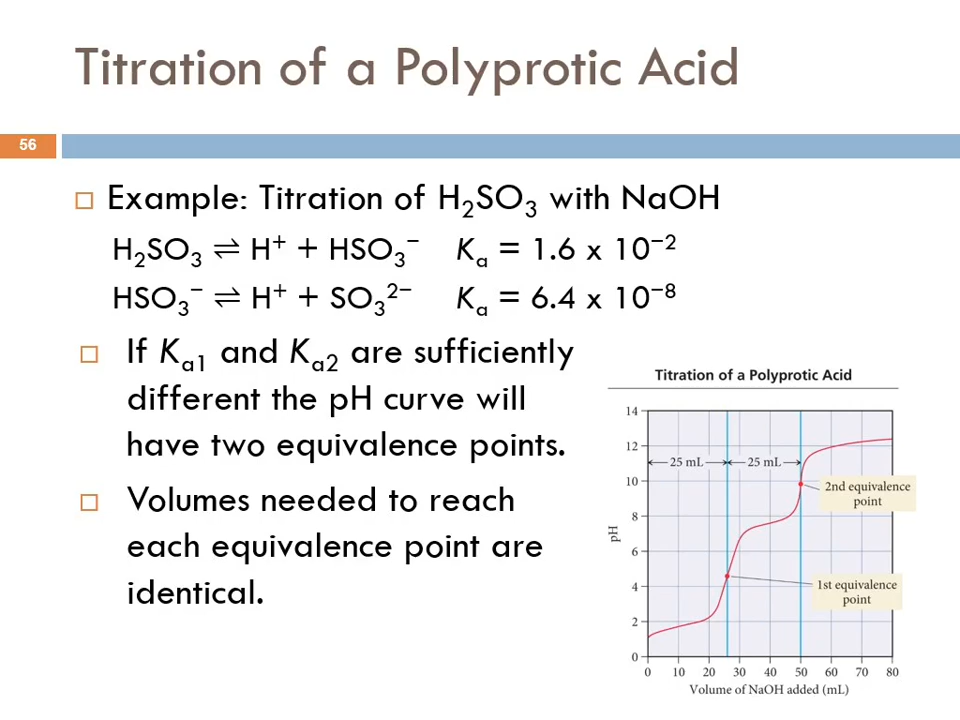 Titration of a Polyprotic Acid
56
Example: Titration of H₂SO₃ with NaOH
H₂SO₃ ⇌ H⁺ + HSO₃⁻ Kₐ = 1.6 x 10⁻²
HSO₃⁻ ⇌ H⁺ + SO₃²⁻ Kₐ = 6.4 x 10⁻⁸
If Kₐ₁ and Kₐ₂ are sufficiently
different the pH curve will
have two equivalence points.
Volumes needed to reach
each equivalence point are
identical.
Titration of a Polyprotic Acid
14
12
10
8
6
4
2
0
pH
25 mL
25 mL
2nd equivalence
point
1st equivalence
point
0 10 20 30 40 50 60 70 80
Volume of NaOH added (mL)